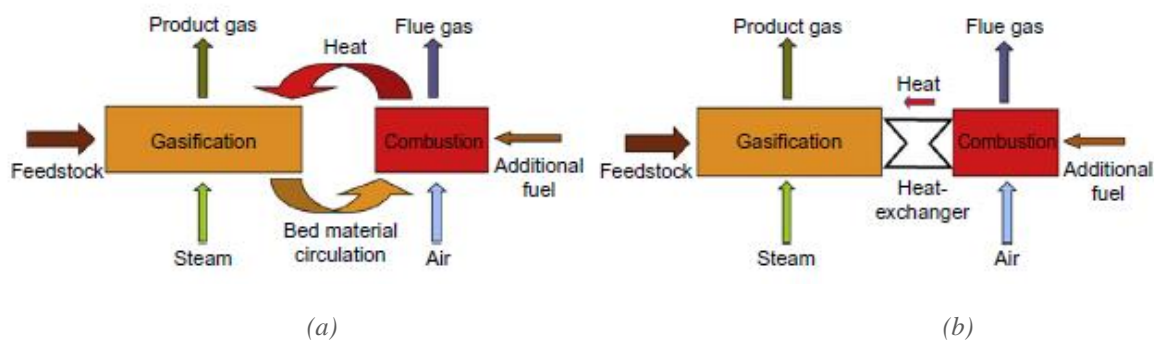 Product gas
Flue gas
Heat
Gasification
Combustion
Feedstock
Additional
fuel
Bed material
circulation
Steam
Air
(a)
Product gas
Flue gas
Heat
Gasification
Combustion
Feedstock
Additional
fuel
Heat-
exchanger
Steam
Air
(b)